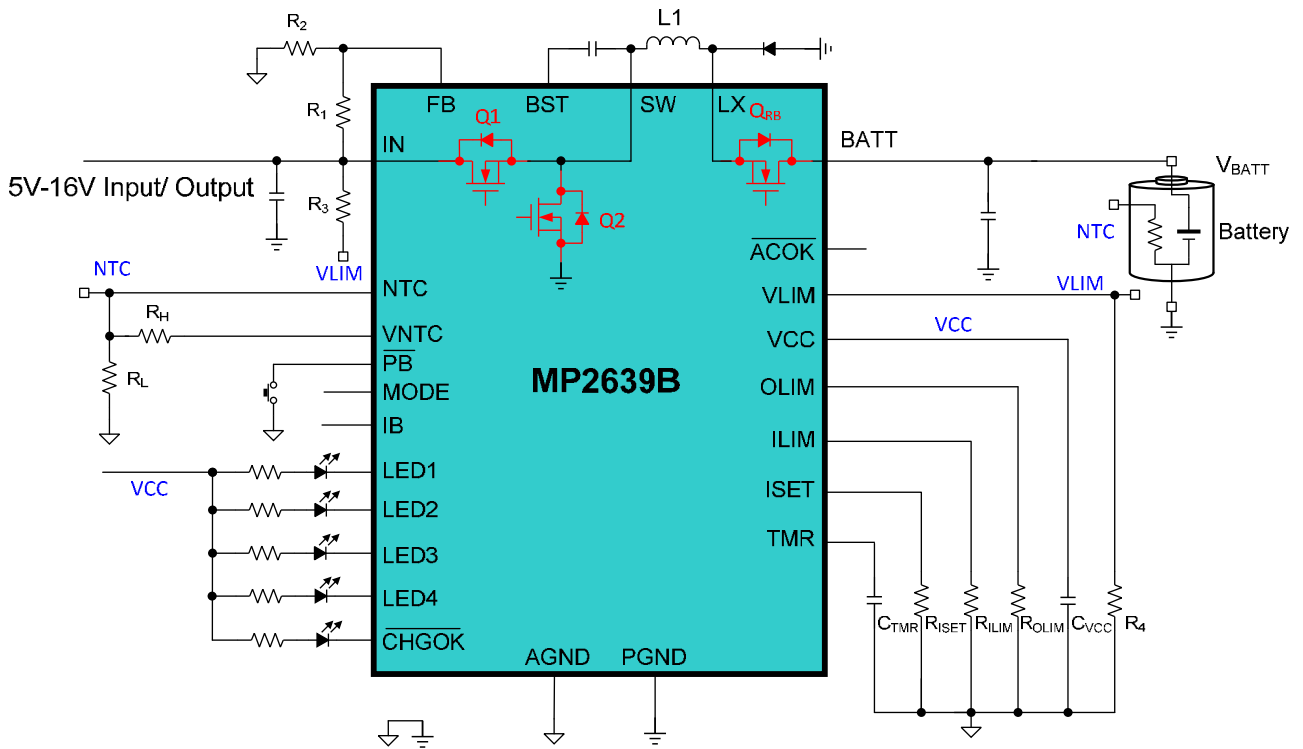 R2
L1
R1
FB
BST
SW
LX
QRB
Q1
IN
BATT
5V-16V Input/ Output
R3
Q2
VBATT
NTC
Battery
ACOK
VLIM
NTC
NTC
VLIM
VLIM
RH
VNTC
VCC
VCC
PB
RL
MODE
MP2639B
OLIM
IB
ILIM
VCC
LED1
ISET
LED2
TMR
LED3
LED4
CTMR
RISET
RILIM
ROLIM
CVCC
R4
CHGOK
AGND
PGND